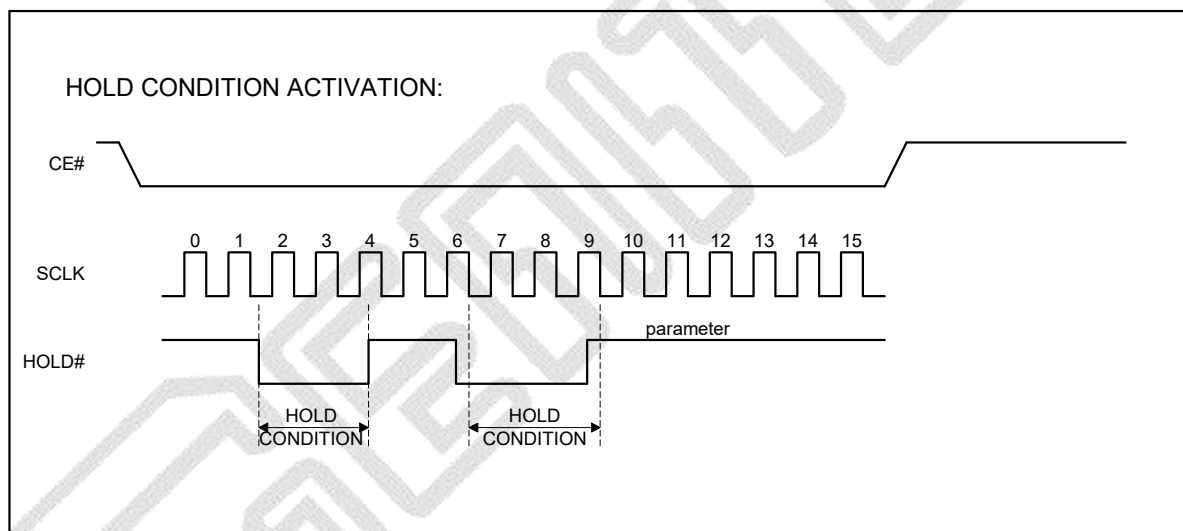 HOLD CONDITION ACTIVATION:
CE#
0 1 2 3 4 5 6 7 8 9 10 11 12 13 14 15
SCLK
parameter
HOLD#
HOLD CONDITION
HOLD CONDITION